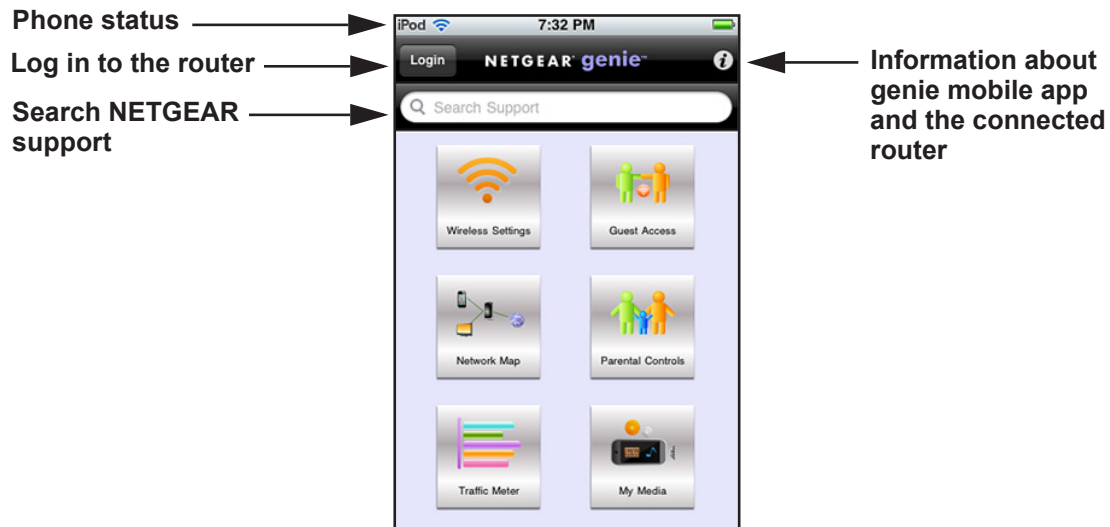 Phone status
Log in to the router
Search NETGEAR
support
iPod
7:32 PM
Login
NETGEAR® genie™
i
Search Support
Information about
genie mobile app
and the connected
router
Wireless Settings
Guest Access
Network Map
Parental Controls
Traffic Meter
My Media